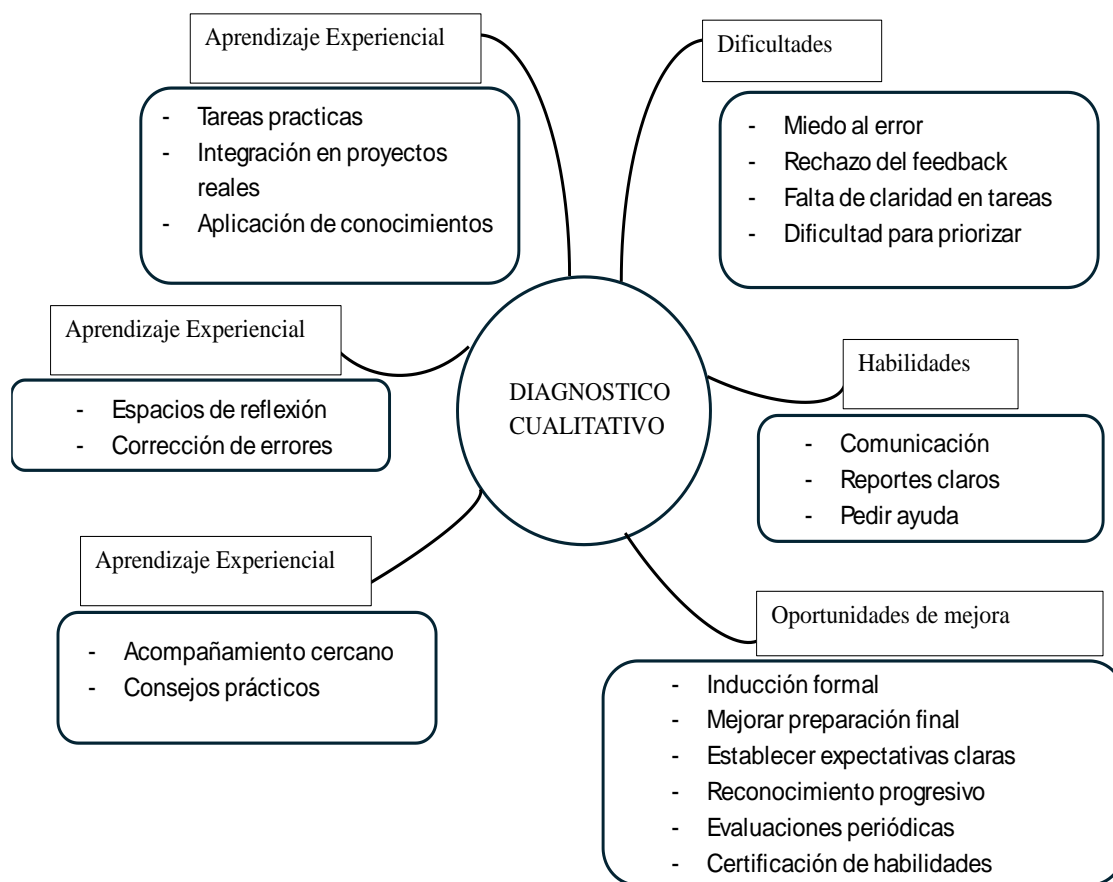 Aprendizaje Experiencial
- Tareas practicas
- Integración en proyectos
reales
- Aplicación de conocimientos
Dificultades
- Miedo al error
- Rechazo del feedback
- Falta de claridad en tareas
- Dificultad para priorizar
Aprendizaje Experiencial
- Espacios de reflexión
- Corrección de errores
DIAGNOSTICO
CUALITATIVO
Habilidades
- Comunicación
- Reportes claros
- Pedir ayuda
Aprendizaje Experiencial
- Acompañamiento cercano
- Consejos prácticos
Oportunidades de mejora
- Inducción formal
- Mejorar preparación final
- Establecer expectativas claras
- Reconocimiento progresivo
- Evaluaciones periódicas
- Certificación de habilidades